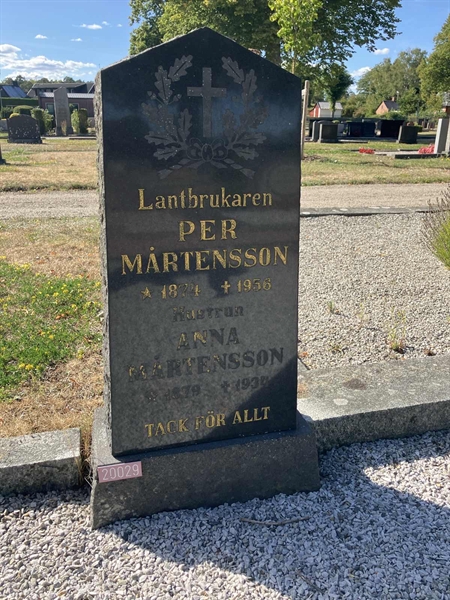 Lantbrukaren
PER
MÅRTENSSON
★ 1874 ✝ 1956
Hustrun
ANNA
MÅRTENSSON
TACK FÖR ALLT
20029